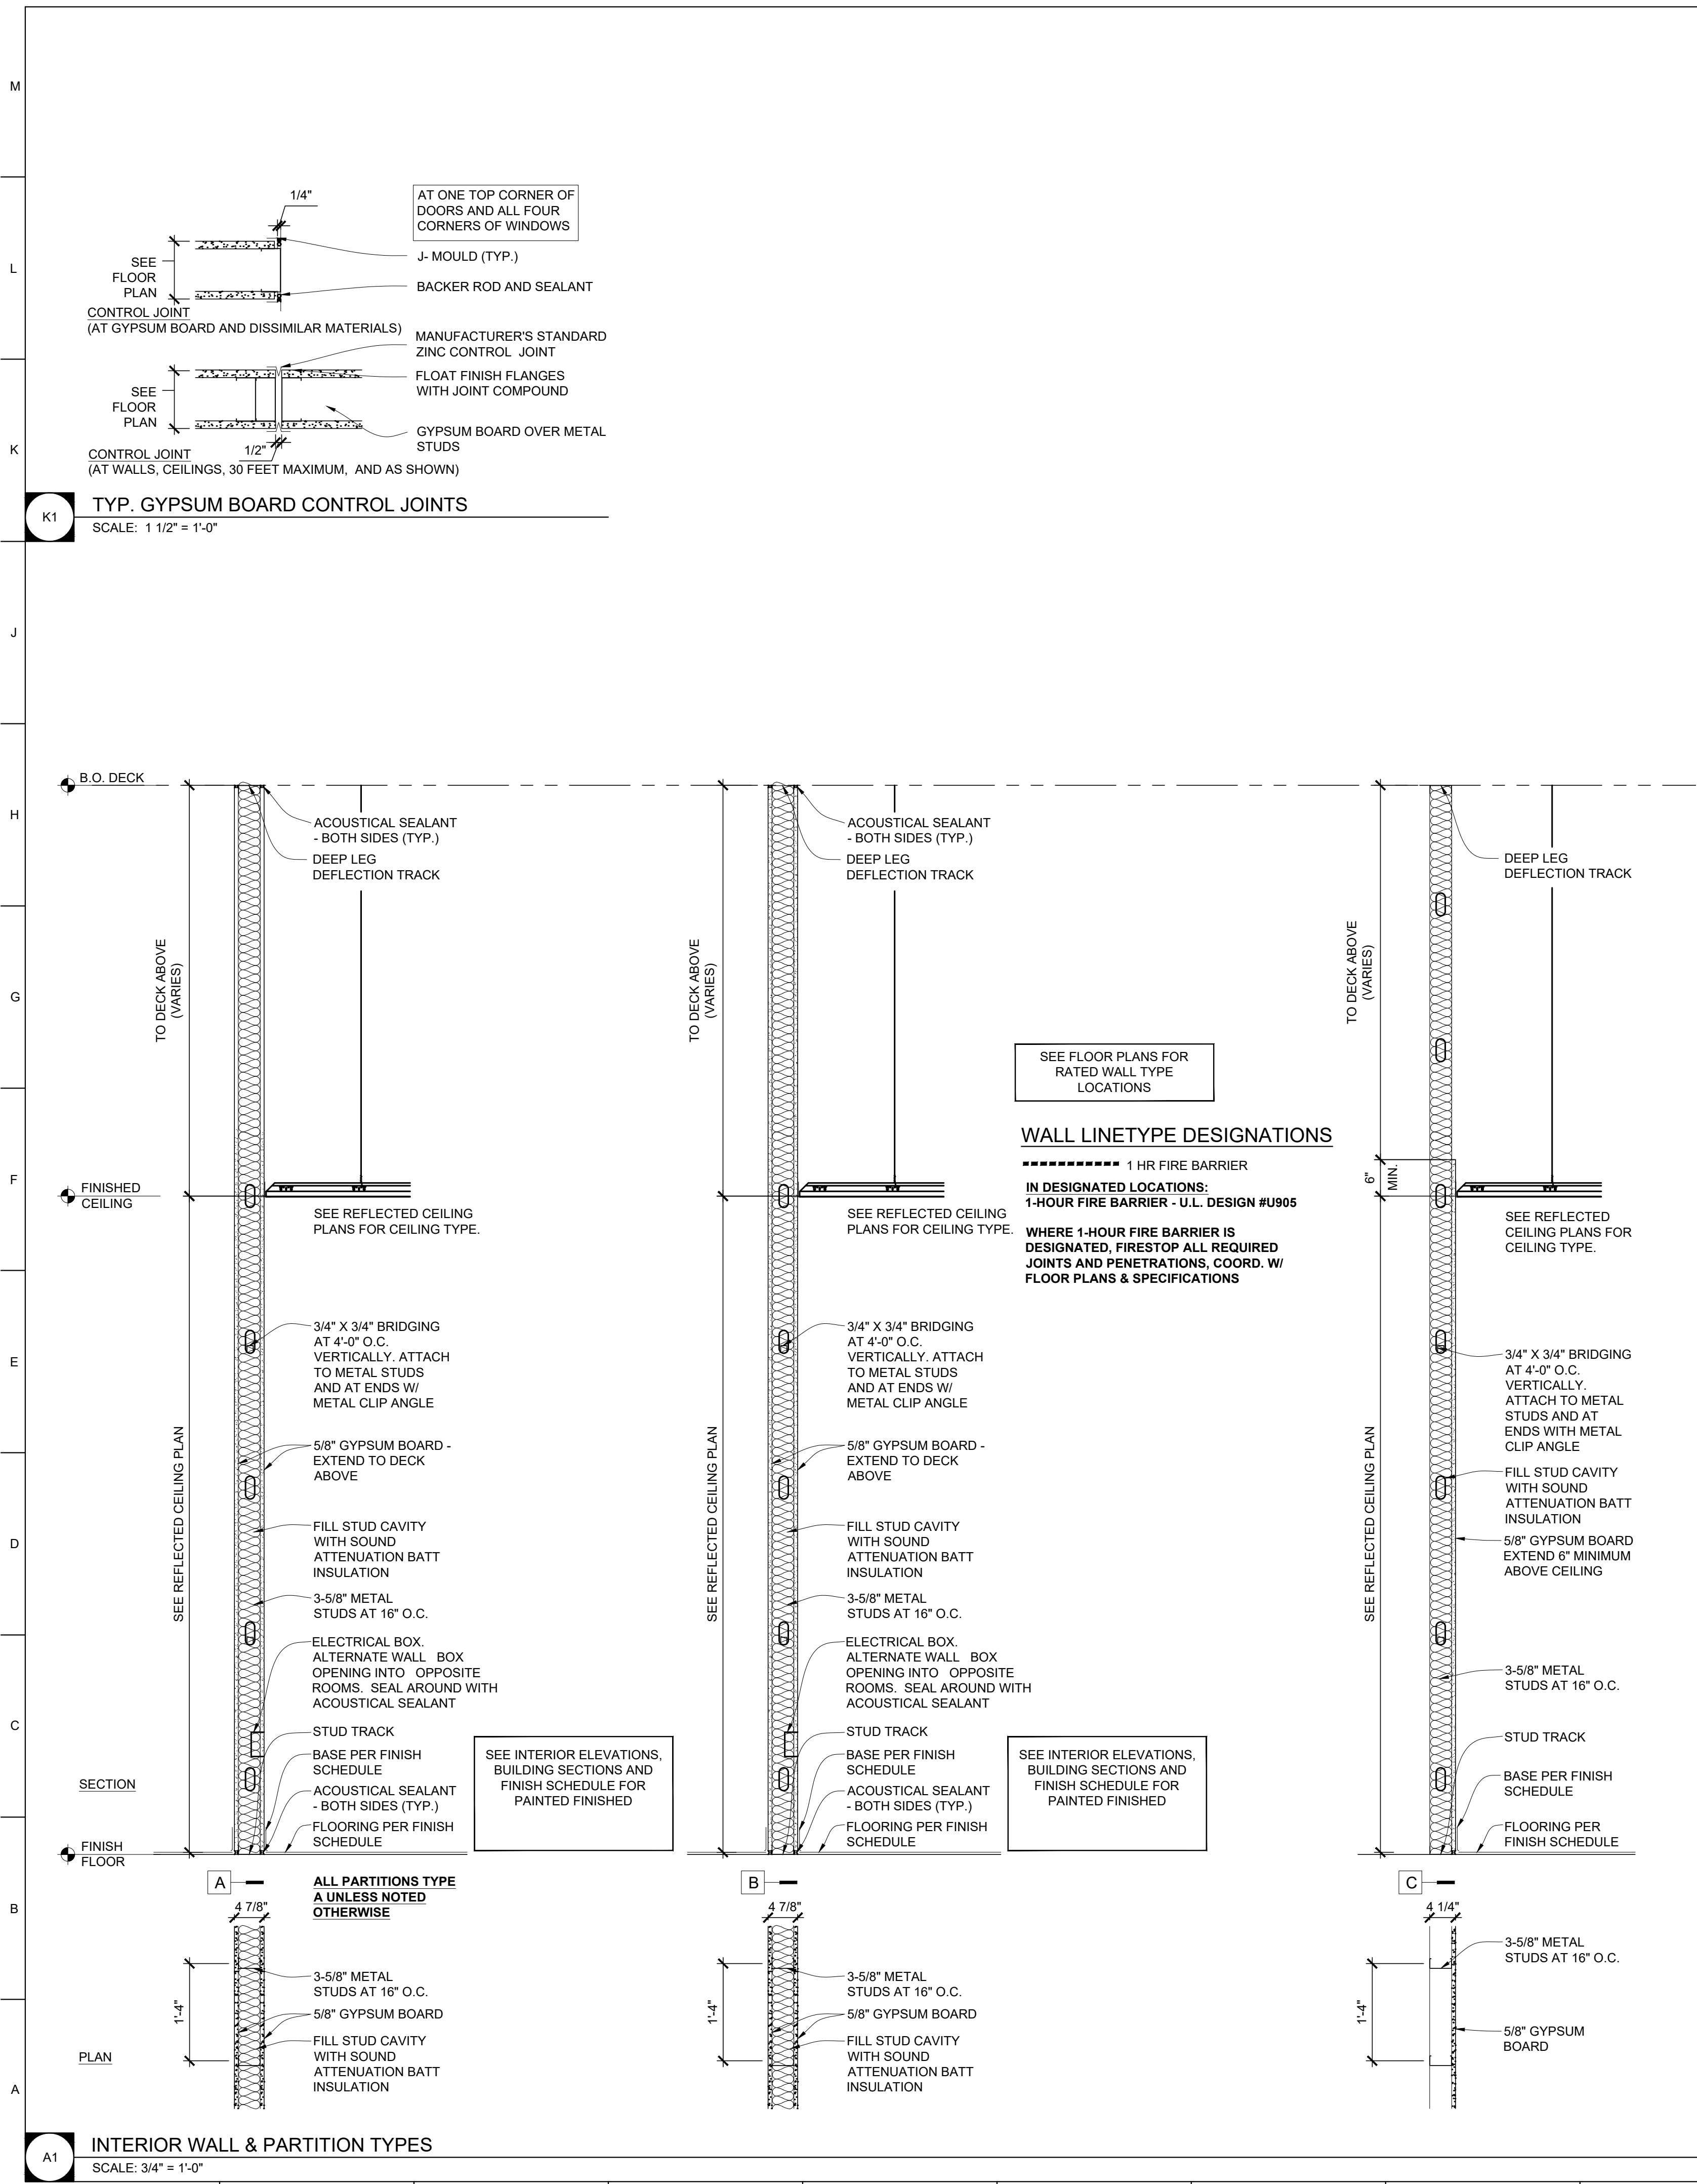 M
L
K
J
H
G
F
E
D
C
B
A
1/4"
AT ONE TOP CORNER OF
DOORS AND ALL FOUR
CORNERS OF WINDOWS
J- MOULD (TYP.)
BACKER ROD AND SEALANT
SEE
FLOOR
PLAN
CONTROL JOINT
(AT GYPSUM BOARD AND DISSIMILAR MATERIALS)
MANUFACTURER'S STANDARD
ZINC CONTROL JOINT
FLOAT FINISH FLANGES
WITH JOINT COMPOUND
SEE
FLOOR
PLAN
GYPSUM BOARD OVER METAL
STUDS
1/2"
CONTROL JOINT
(AT WALLS, CEILINGS, 30 FEET MAXIMUM, AND AS SHOWN)
K1
TYP. GYPSUM BOARD CONTROL JOINTS
SCALE: 1 1/2" = 1'-0"
B.O. DECK
FINISHED
CEILING
SECTION
FINISH
FLOOR
PLAN
TO DECK ABOVE
(VARIES)
SEE REFLECTED CEILING PLAN
ACOUSTICAL SEALANT
- BOTH SIDES (TYP.)
DEEP LEG
DEFLECTION TRACK
SEE REFLECTED CEILING
PLANS FOR CEILING TYPE.
3/4" X 3/4" BRIDGING
AT 4'-0" O.C.
VERTICALLY. ATTACH
TO METAL STUDS
AND AT ENDS W/
METAL CLIP ANGLE
5/8" GYPSUM BOARD -
EXTEND TO DECK
ABOVE
FILL STUD CAVITY
WITH SOUND
ATTENUATION BATT
INSULATION
3-5/8" METAL
STUDS AT 16" O.C.
ELECTRICAL BOX.
ALTERNATE WALL BOX
OPENING INTO OPPOSITE
ROOMS. SEAL AROUND WITH
ACOUSTICAL SEALANT
STUD TRACK
BASE PER FINISH
SCHEDULE
ACOUSTICAL SEALANT
- BOTH SIDES (TYP.)
FLOORING PER FINISH
SCHEDULE
SEE INTERIOR ELEVATIONS,
BUILDING SECTIONS AND
FINISH SCHEDULE FOR
PAINTED FINISHED
A
ALL PARTITIONS TYPE
A UNLESS NOTED
OTHERWISE
4 7/8"
1'-4"
3-5/8" METAL
STUDS AT 16" O.C.
5/8" GYPSUM BOARD
FILL STUD CAVITY
WITH SOUND
ATTENUATION BATT
INSULATION
TO DECK ABOVE
(VARIES)
SEE REFLECTED CEILING PLAN
ACOUSTICAL SEALANT
- BOTH SIDES (TYP.)
DEEP LEG
DEFLECTION TRACK
SEE REFLECTED CEILING
PLANS FOR CEILING TYPE.
3/4" X 3/4" BRIDGING
AT 4'-0" O.C.
VERTICALLY. ATTACH
TO METAL STUDS
AND AT ENDS W/
METAL CLIP ANGLE
5/8" GYPSUM BOARD -
EXTEND TO DECK
ABOVE
FILL STUD CAVITY
WITH SOUND
ATTENUATION BATT
INSULATION
3-5/8" METAL
STUDS AT 16" O.C.
ELECTRICAL BOX.
ALTERNATE WALL BOX
OPENING INTO OPPOSITE
ROOMS. SEAL AROUND WITH
ACOUSTICAL SEALANT
STUD TRACK
BASE PER FINISH
SCHEDULE
ACOUSTICAL SEALANT
- BOTH SIDES (TYP.)
FLOORING PER FINISH
SCHEDULE
SEE INTERIOR ELEVATIONS,
BUILDING SECTIONS AND
FINISH SCHEDULE FOR
PAINTED FINISHED
B
4 7/8"
1'-4"
3-5/8" METAL
STUDS AT 16" O.C.
5/8" GYPSUM BOARD
FILL STUD CAVITY
WITH SOUND
ATTENUATION BATT
INSULATION
SEE FLOOR PLANS FOR
RATED WALL TYPE
LOCATIONS
WALL LINETYPE DESIGNATIONS
1 HR FIRE BARRIER
IN DESIGNATED LOCATIONS:
1-HOUR FIRE BARRIER - U.L. DESIGN #U905
WHERE 1-HOUR FIRE BARRIER IS
DESIGNATED, FIRESTOP ALL REQUIRED
JOINTS AND PENETRATIONS, COORD. W/
FLOOR PLANS & SPECIFICATIONS
TO DECK ABOVE
(VARIES)
6"
MIN.
SEE REFLECTED CEILING PLAN
DEEP LEG
DEFLECTION TRACK
SEE REFLECTED
CEILING PLANS FOR
CEILING TYPE.
3/4" X 3/4" BRIDGING
AT 4'-0" O.C.
VERTICALLY.
ATTACH TO METAL
STUDS AND AT
ENDS WITH METAL
CLIP ANGLE
FILL STUD CAVITY
WITH SOUND
ATTENUATION BATT
INSULATION
5/8" GYPSUM BOARD
EXTEND 6" MINIMUM
ABOVE CEILING
3-5/8" METAL
STUDS AT 16" O.C.
STUD TRACK
BASE PER FINISH
SCHEDULE
FLOORING PER
FINISH SCHEDULE
C
4 1/4"
1'-4"
3-5/8" METAL
STUDS AT 16" O.C.
5/8" GYPSUM
BOARD
A1
INTERIOR WALL & PARTITION TYPES
SCALE: 3/4" = 1'-0"